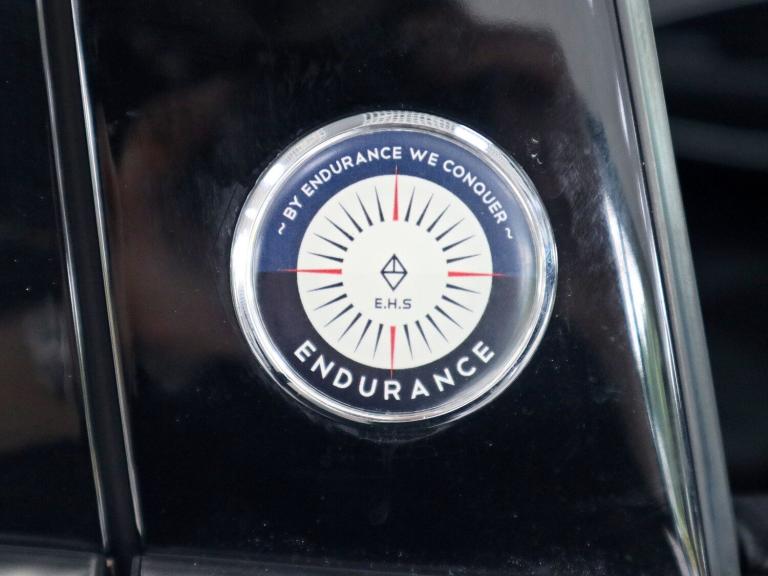 ~ BY ENDURANCE WE CONQUER ~
E.H.S
ENDURANCE